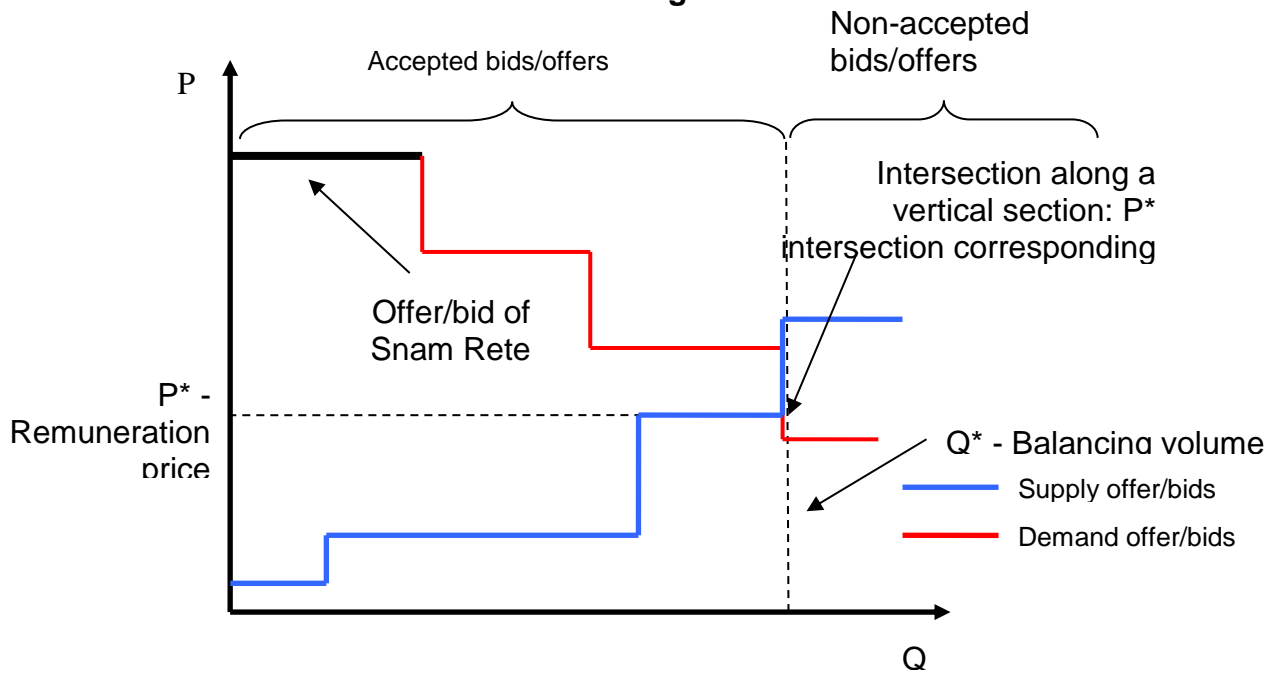 g
Accepted bids/offers
Non-accepted
bids/offers
P
Intersection along a
vertical section: P*
intersection corresponding
Offer/bid of
Snam Rete
P* -
Remuneration
price
Q* - Balancing volume
Supply offer/bids
Demand offer/bids
Q